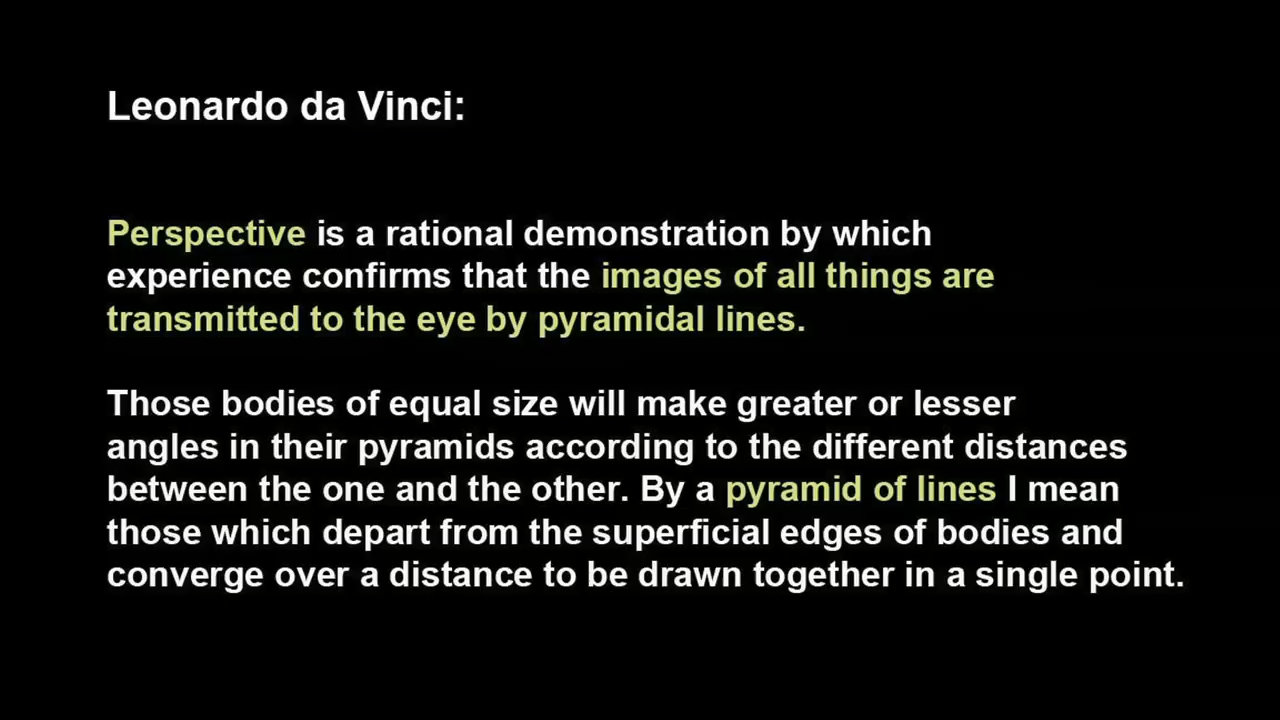 Leonardo da Vinci:
Perspective is a rational demonstration by which
experience confirms that the images of all things are
transmitted to the eye by pyramidal lines.
Those bodies of equal size will make greater or lesser
angles in their pyramids according to the different distances
between the one and the other. By a pyramid of lines I mean
those which depart from the superficial edges of bodies and
converge over a distance to be drawn together in a single point.